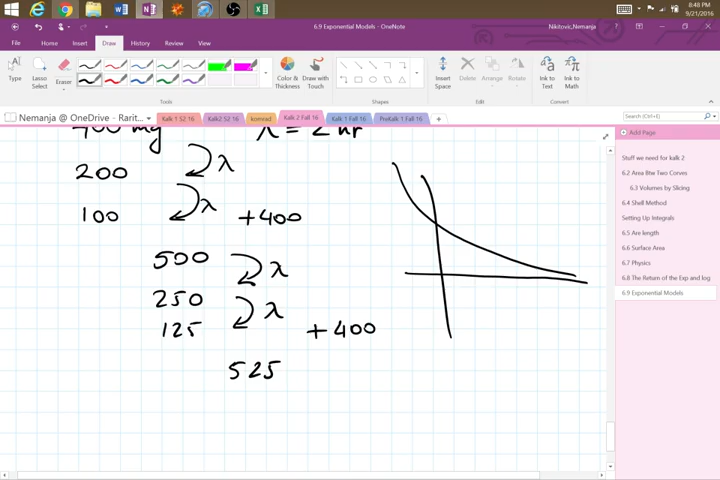 8:48 PM
9/21/2016
6.9 Exponential Models - OneNote
Nikitovic,Nemanja
File
Home
Insert
Draw
History
Review
View
Type
Lasso
Select
Eraser
Color &
Thickness
Draw with
Touch
Insert
Space
Delete
Arrange
Rotate
Ink to
Text
Ink to
Math
Tools
Shapes
Edit
Convert
Nemanja @ OneDrive - Rarit...
Kalk 1 S2 16
Kalk2 S2 16
komrad
Kalk 2 Fall 16
Kalk 1 Fall 16
PreKalk 1 Fall 16
Search (Ctrl+E)
400 mg λ = 2 hr
200 λ
100 λ +400
500 λ
250 λ
125 +400
525
Add Page
Stuff we need for kalk 2
6.2 Area Btw Two Curves
6.3 Volumes by Slicing
6.4 Shell Method
Setting Up Integrals
6.5 Arc length
6.6 Surface Area
6.7 Physics
6.8 The Return of the Exp and log
6.9 Exponential Models